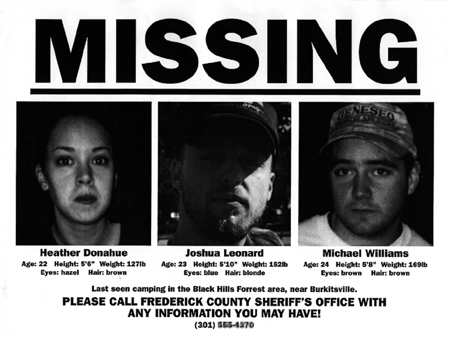 MISSING
GENESEO
Heather Donahue Joshua Leonard Michael Williams
Age: 22 Height: 5'6" Weight: 127lb Age: 23 Height: 5'10" Weight: 152lb Age: 24 Height: 5'8" Weight: 169lb
Eyes: hazel Hair: brown Eyes: blue Hair: blonde Eyes: brown Hair: brown
Last seen camping in the Black Hills Forrest area, near Burkitsville.
PLEASE CALL FREDERICK COUNTY SHERIFF'S OFFICE WITH
ANY INFORMATION YOU MAY HAVE!
(301) 555-4370